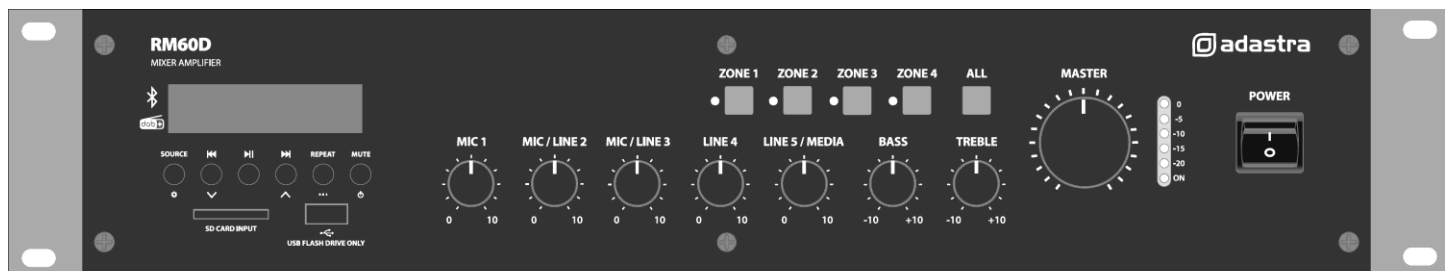 RM60D
MIXER AMPLIFIER
adastra
dab+
SOURCE REPEAT MUTE
SD CARD INPUT
USB FLASH DRIVE ONLY
ZONE 1 ZONE 2 ZONE 3 ZONE 4 ALL
MIC 1 MIC / LINE 2 MIC / LINE 3 LINE 4 LINE 5 / MEDIA BASS TREBLE
0 10 0 10 0 10 0 10 0 10 -10 +10 -10 +10
MASTER
0
-5
-10
-15
-20
ON
POWER
I
O